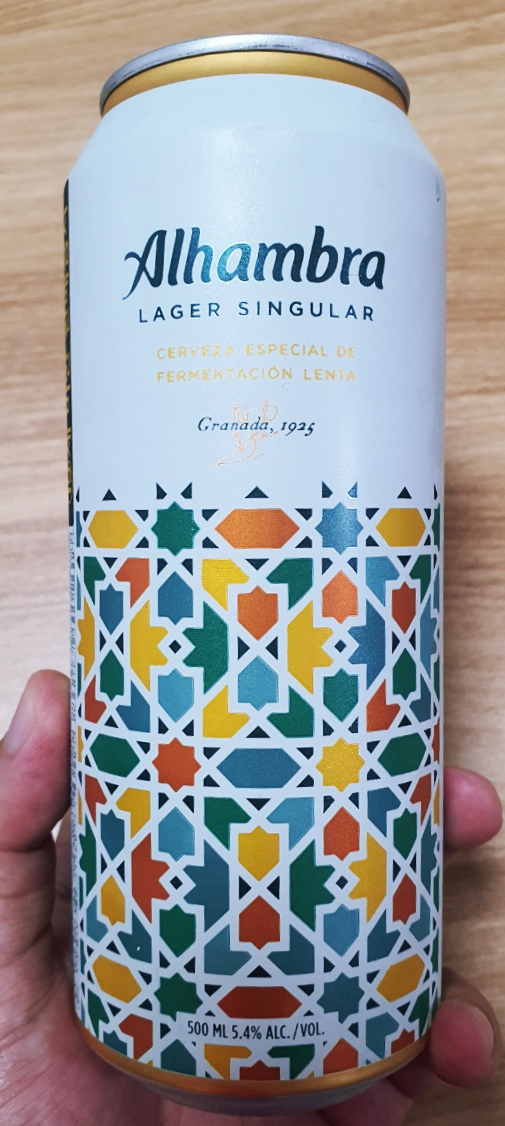 Alhambra
LAGER SINGULAR
CERVEZA ESPECIAL DE
FERMENTACIÓN LENTA
Granada, 1925
500 ML 5.4% ALC./VOL.